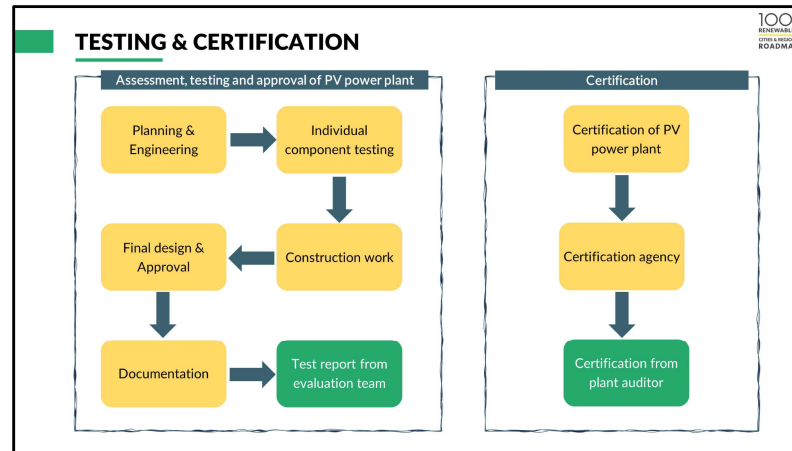 TESTING & CERTIFICATION
100
RENEWABLE
CITIES & REGIO
ROADMA
Assessment, testing and approval of PV power plant
Planning &
Engineering
Individual
component testing
Final design &
Approval
Construction work
Documentation
Test report from
evaluation team
Certification
Certification of PV
power plant
Certification agency
Certification from
plant auditor